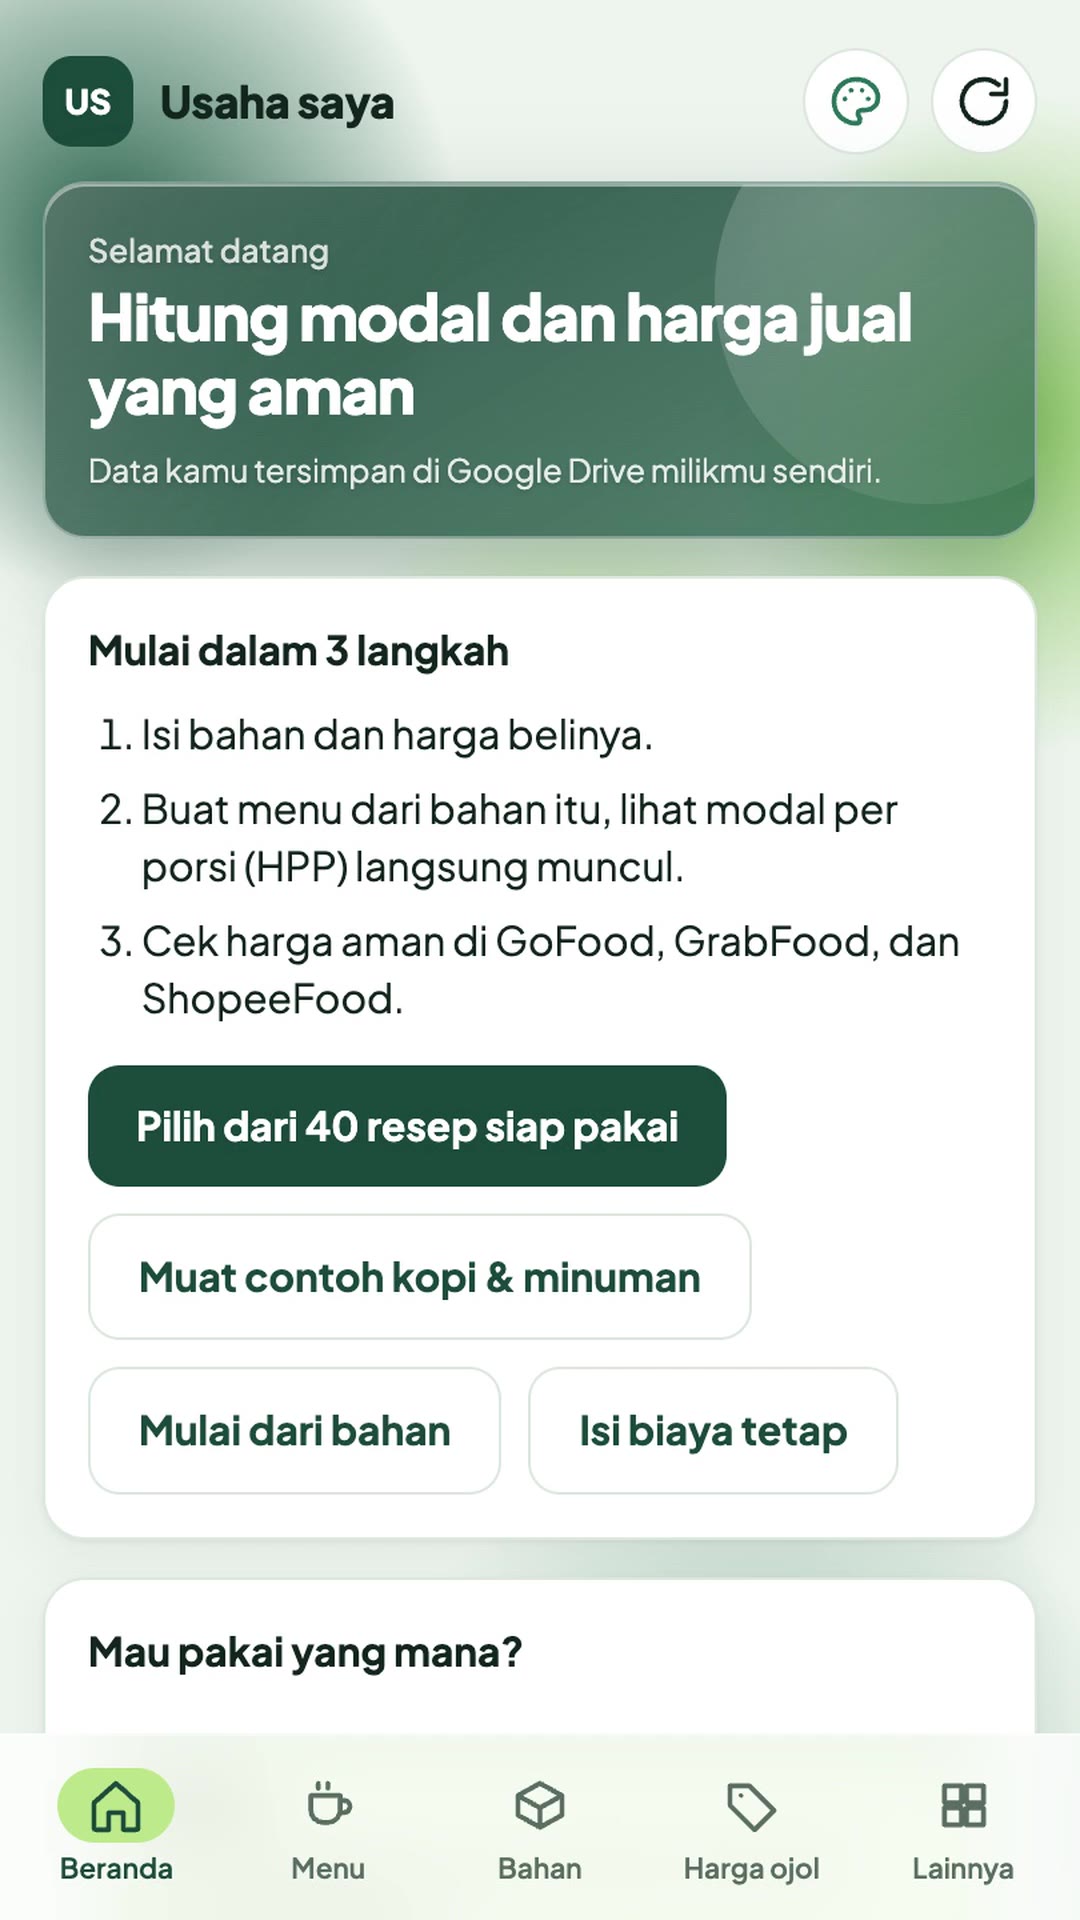 US
Usaha saya
Selamat datang
Hitung modal dan harga jual
yang aman
Data kamu tersimpan di Google Drive milikmu sendiri.
Mulai dalam 3 langkah
1. Isi bahan dan harga belinya.
2. Buat menu dari bahan itu, lihat modal per
porsi (HPP) langsung muncul.
3. Cek harga aman di GoFood, GrabFood, dan
ShopeeFood.
Pilih dari 40 resep siap pakai
Muat contoh kopi & minuman
Mulai dari bahan
Isi biaya tetap
Mau pakai yang mana?
Beranda
Menu
Bahan
Harga ojol
Lainnya